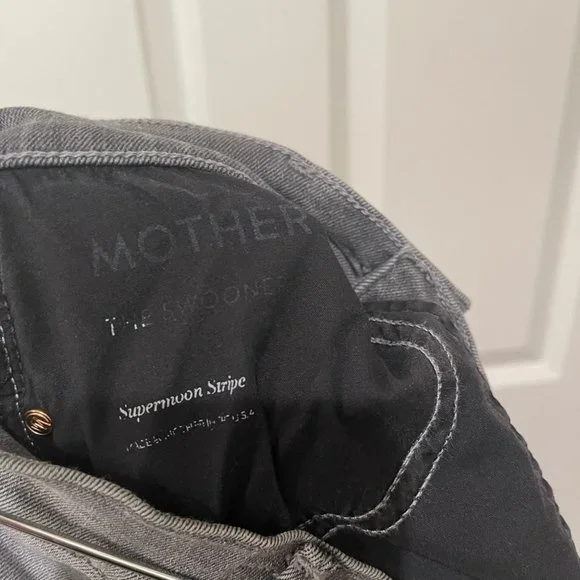 MOTHER
THE SWOONE
Supermoon Stripe
U.S.A